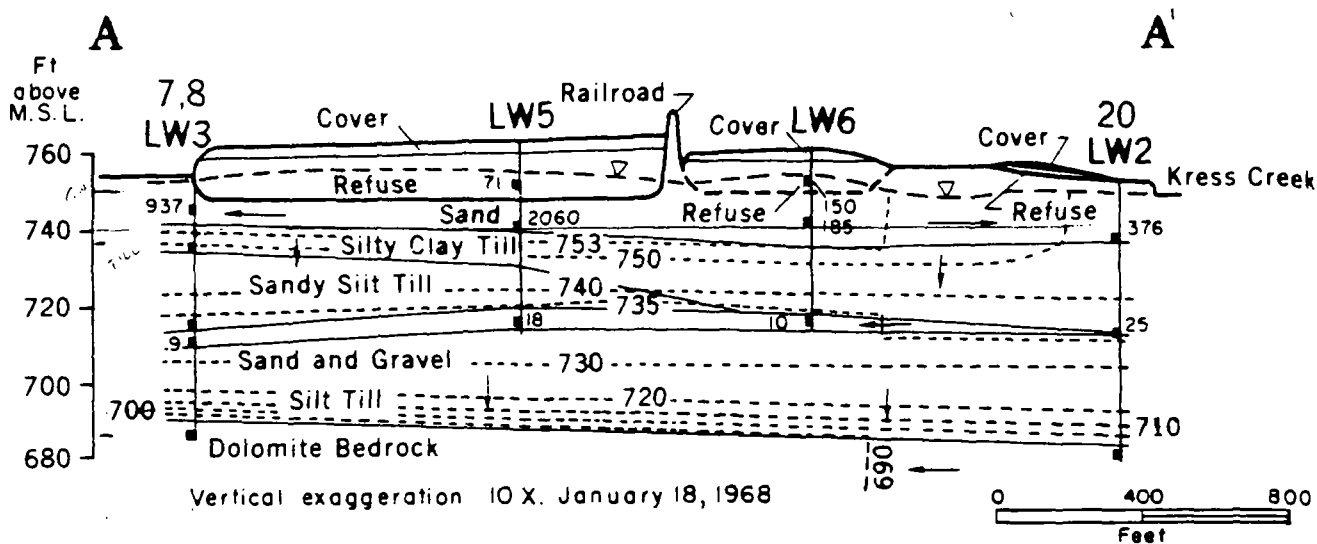 A
A'
Ft
above
M.S.L.
7,8
LW3
Cover
LW5
Railroad
Cover
LW6
Cover
20
LW2
760
Refuse
71
Kress Creek
937
Sand
2060
Refuse
50
85
Refuse
376
740
Silty Clay Till
753
750
Sandy Silt Till
740
735
720
18
10
25
9
Sand and Gravel
730
700
Silt Till
720
700
710
680
Dolomite Bedrock
690
Vertical exaggeration 10 X. January 18, 1968
0 400 800
Feet